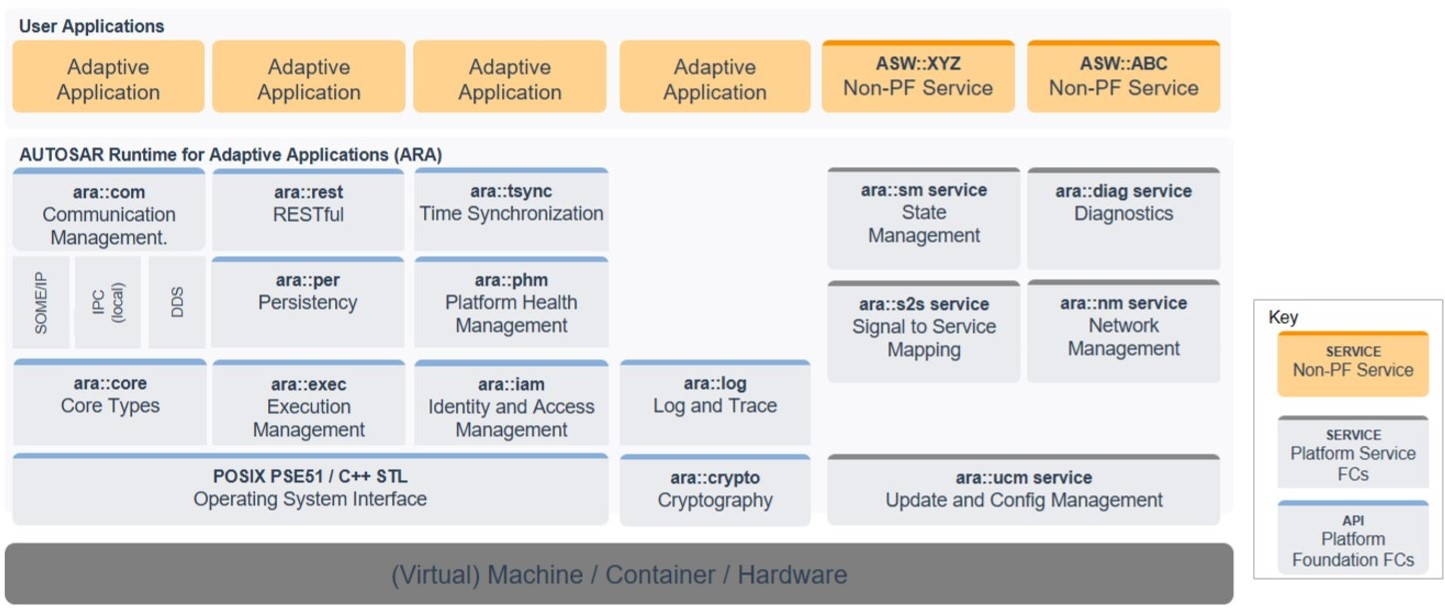 User Applications
Adaptive
Application
Adaptive
Application
Adaptive
Application
Adaptive
Application
ASW::XYZ
Non-PF Service
ASW::ABC
Non-PF Service
AUTOSAR Runtime for Adaptive Applications (ARA)
ara::com
Communication
Management.
ara::rest
RESTful
ara::tsync
Time Synchronization
ara::sm service
State
Management
ara::diag service
Diagnostics
SOME/IP
IPC
(local)
DDS
ara::per
Persistency
ara::phm
Platform Health
Management
ara::s2s service
Signal to Service
Mapping
ara::nm service
Network
Management
ara::core
Core Types
ara::exec
Execution
Management
ara::iam
Identity and Access
Management
ara::log
Log and Trace
POSIX PSE51 / C++ STL
Operating System Interface
ara::crypto
Cryptography
ara::ucm service
Update and Config Management
(Virtual) Machine / Container / Hardware
Key
SERVICE
Non-PF Service
SERVICE
Platform Service
FCs
API
Platform
Foundation FCs